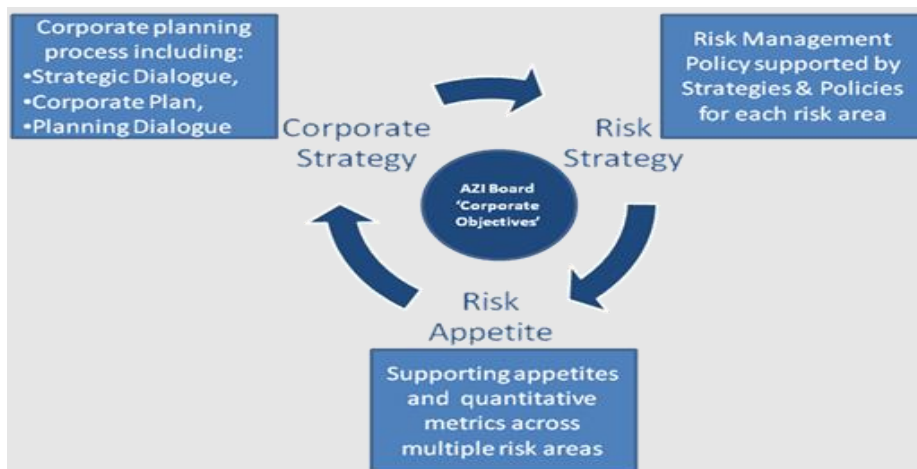 Corporate planning
process including:
•Strategic Dialogue,
•Corporate Plan,
•Planning Dialogue
Risk Management
Policy supported by
Strategies & Policies
for each risk area
Corporate
Strategy
Risk
Strategy
AZI Board
‘Corporate
Objectives’
Risk
Appetite
Supporting appetites
and quantitative
metrics across
multiple risk areas